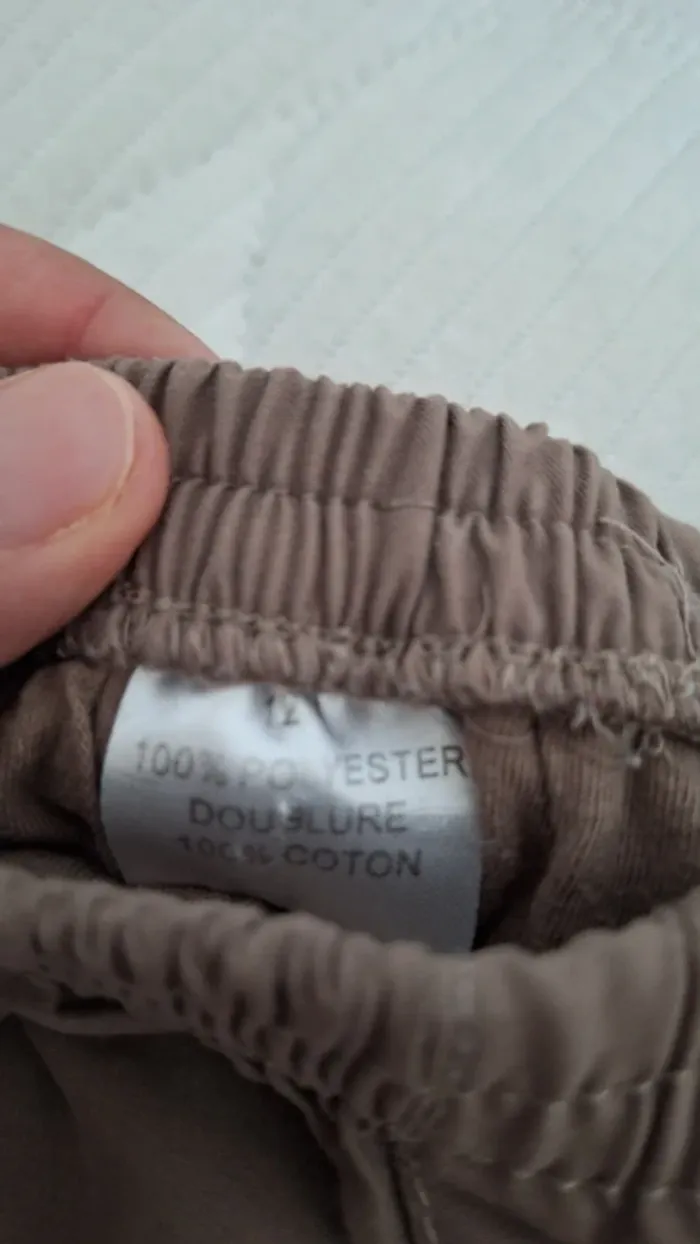 12
100% POLYESTER
DOUBLURE
100% COTON